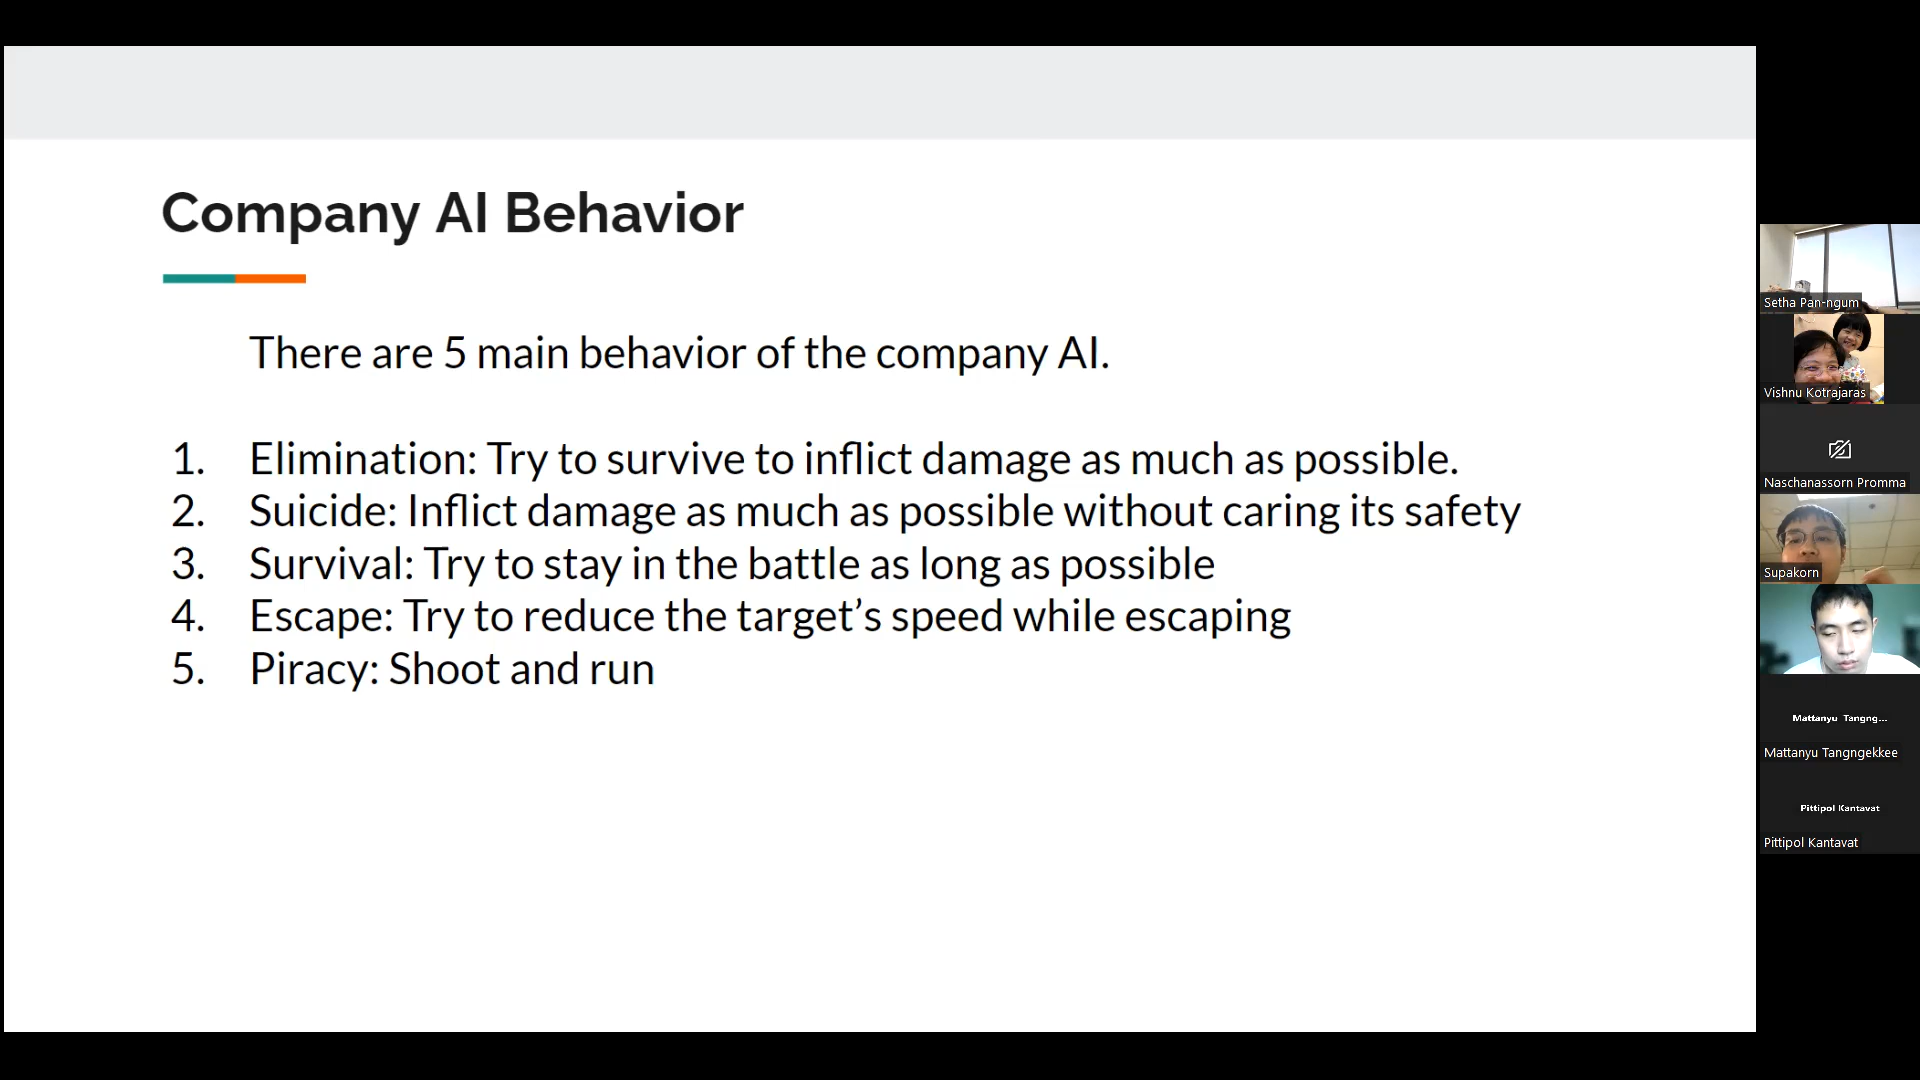 Company AI Behavior
There are 5 main behavior of the company AI.
1. Elimination: Try to survive to inflict damage as much as possible.
2. Suicide: Inflict damage as much as possible without caring its safety
3. Survival: Try to stay in the battle as long as possible
4. Escape: Try to reduce the target’s speed while escaping
5. Piracy: Shoot and run
Setha Pan-ngum
Vishnu Kotrajaras
Naschanassorn Promma
Supakorn
Mattanyu Tangng...
Mattanyu Tangngekkee
Pittipol Kantavat
Pittipol Kantavat